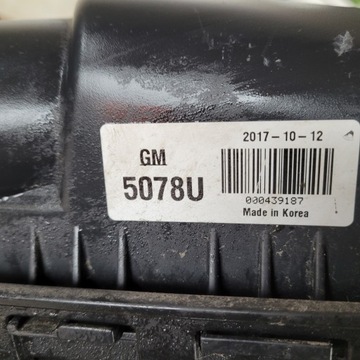 2017-10-12
GM
5078U
000439187
Made in Korea